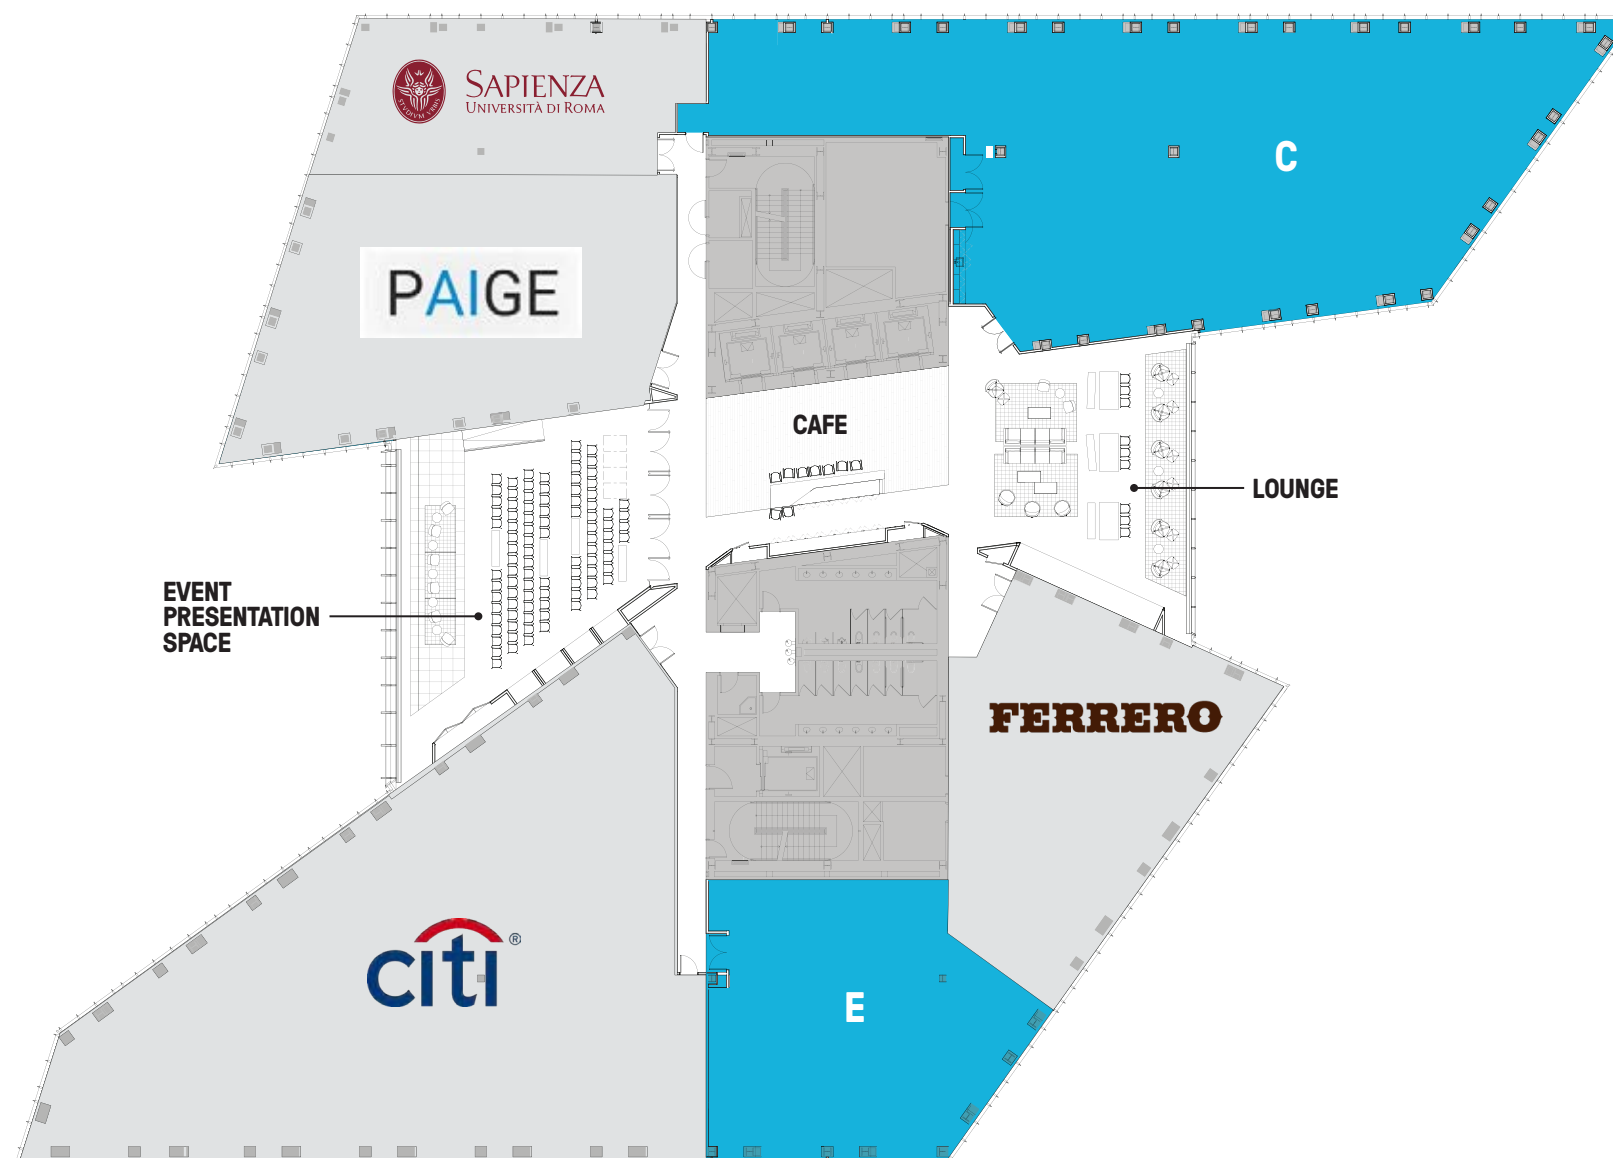 SAPIENZA
UNIVERSITÀ DI ROMA
C
PAIGE
CAFE
LOUNGE
EVENT
PRESENTATION
SPACE
FERRERO
citi®
E